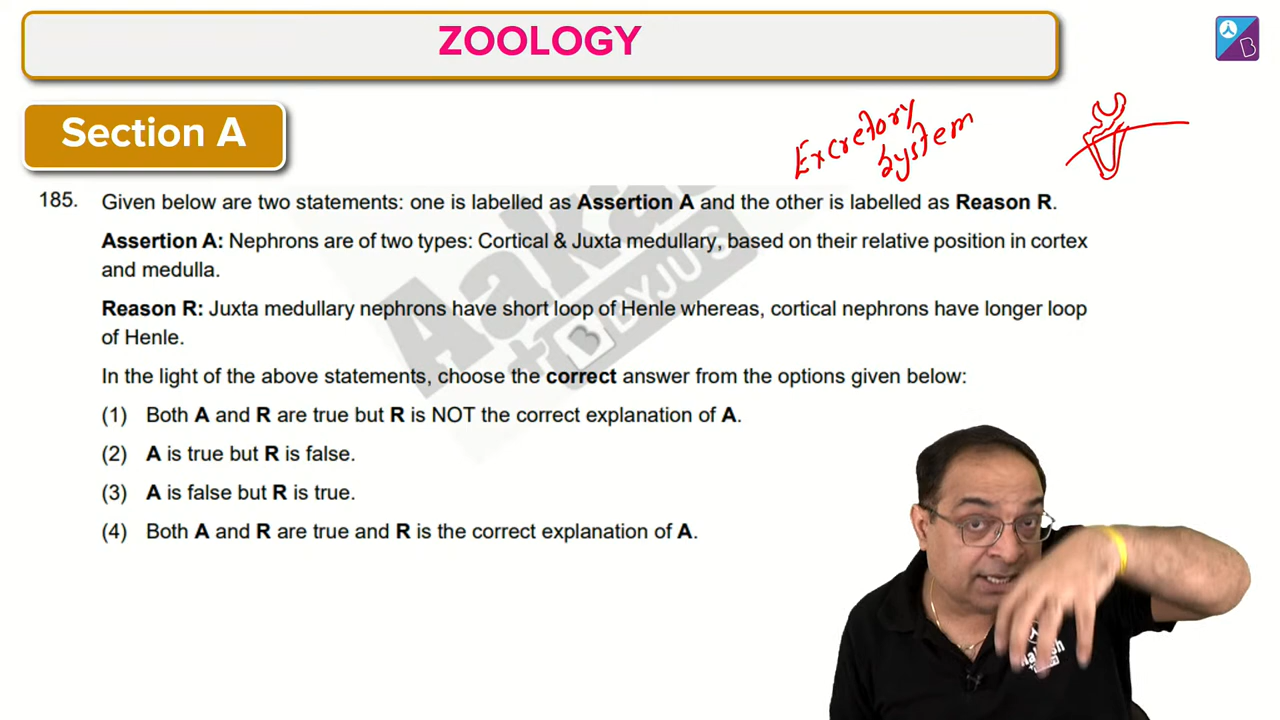 ZOOLOGY
Section A
Excretory
System
185. Given below are two statements: one is labelled as Assertion A and the other is labelled as Reason R.
Assertion A: Nephrons are of two types: Cortical & Juxta medullary, based on their relative position in cortex
and medulla.
Reason R: Juxta medullary nephrons have short loop of Henle whereas, cortical nephrons have longer loop
of Henle.
In the light of the above statements, choose the correct answer from the options given below:
(1) Both A and R are true but R is NOT the correct explanation of A.
(2) A is true but R is false.
(3) A is false but R is true.
(4) Both A and R are true and R is the correct explanation of A.